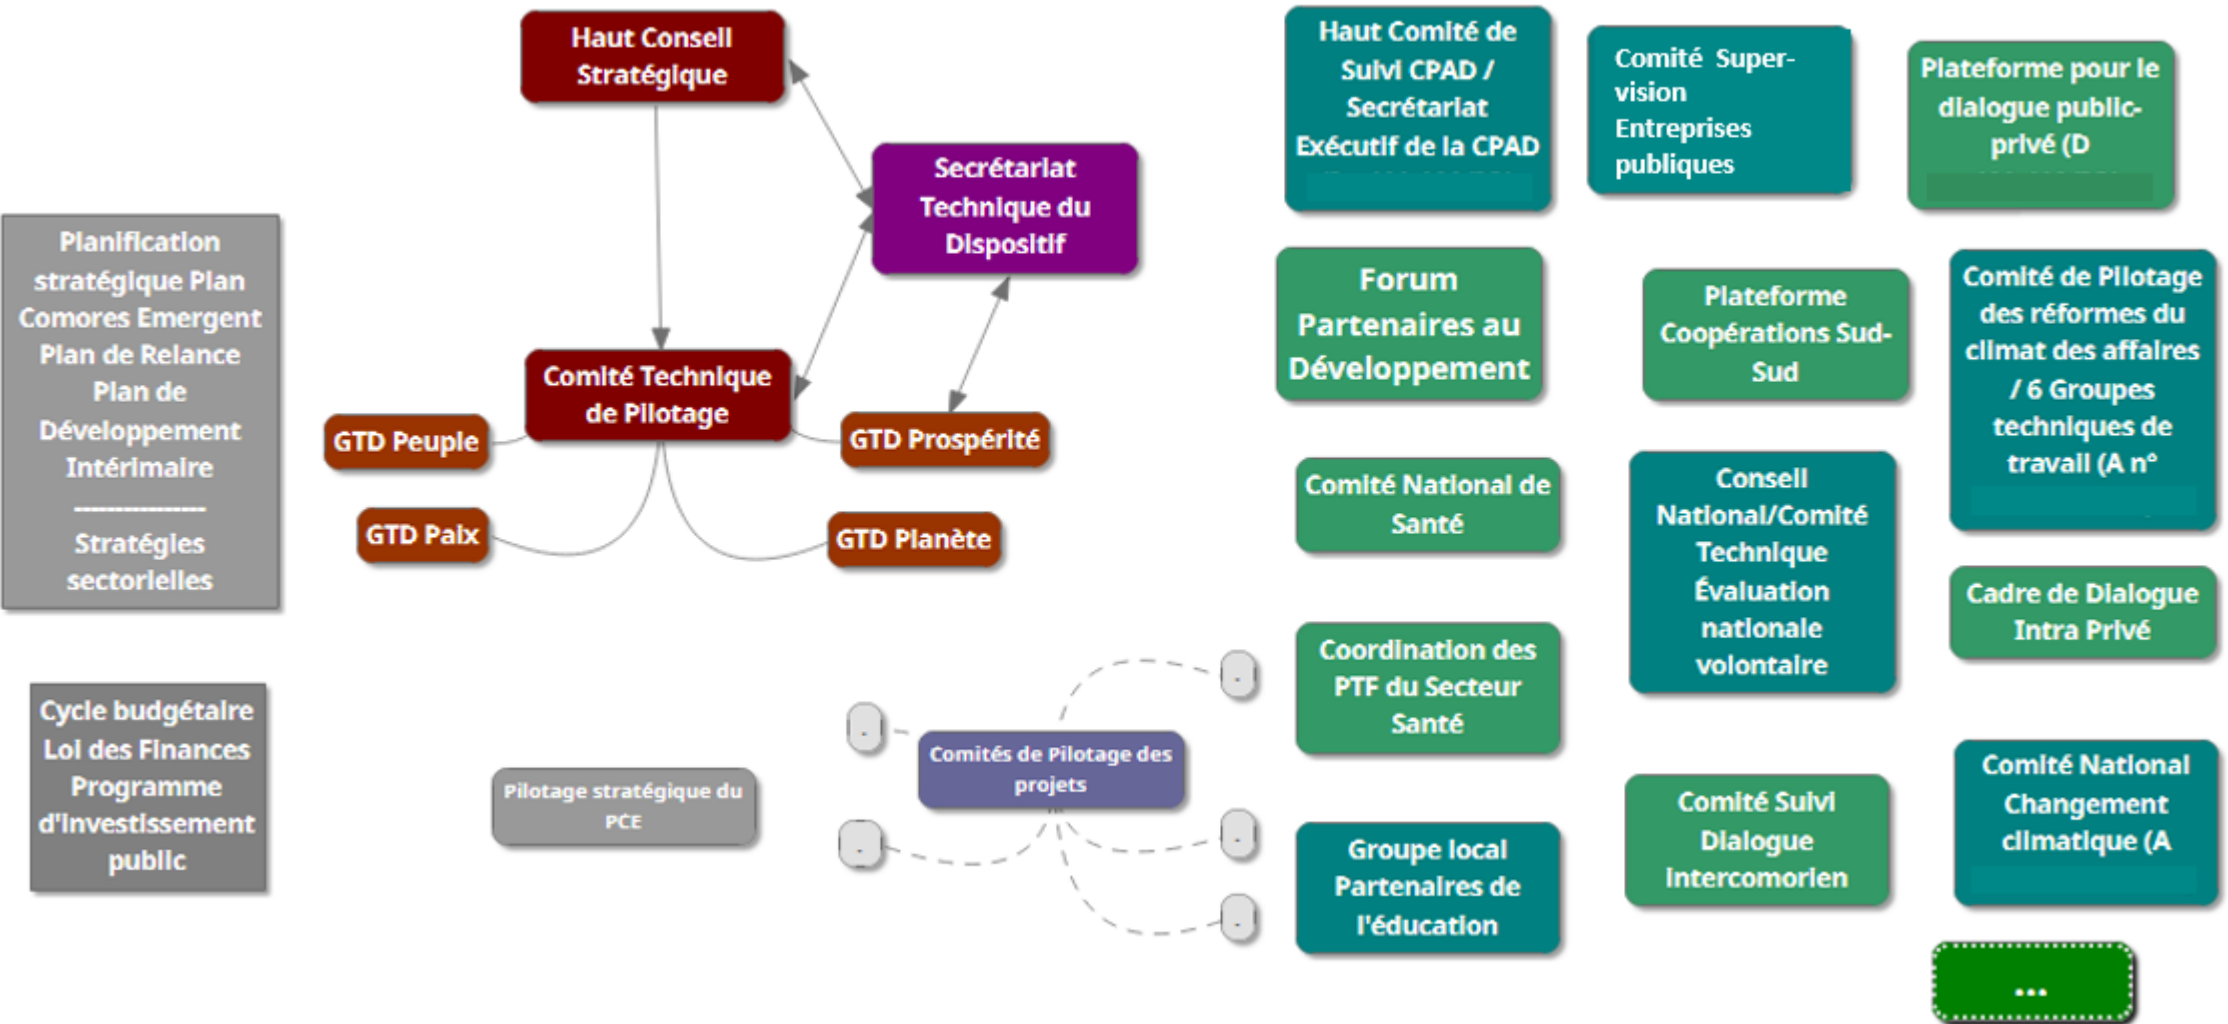 Haut Conseil
Stratégique
Secrétariat
Technique du
Dispositif
Comité Technique
de Pilotage
GTD Peuple
GTD Prospérité
GTD Paix
GTD Planète
Planification
stratégique Plan
Comores Emergent
Plan de Relance
Plan de
Développement
Intérimaire
----------------
Stratégies
sectorielles
Cycle budgétaire
Loi des Finances
Programme
d'investissement
public
Pilotage stratégique du
PCE
Comités de Pilotage des
projets
.
.
.
.
.
Haut Comité de
Suivi CPAD /
Secrétariat
Exécutif de la CPAD
Comité Super-
vision
Entreprises
publiques
Plateforme pour le
dialogue public-
privé (D
Forum
Partenaires au
Développement
Plateforme
Coopérations Sud-
Sud
Comité de Pilotage
des réformes du
climat des affaires
/ 6 Groupes
techniques de
travail (A n°
Comité National de
Santé
Conseil
National/Comité
Technique
Évaluation
nationale
volontaire
Cadre de Dialogue
Intra Privé
Coordination des
PTF du Secteur
Santé
Comité Suivi
Dialogue
Intercomorien
Comité National
Changement
climatique (A
Groupe local
Partenaires de
l'éducation
...